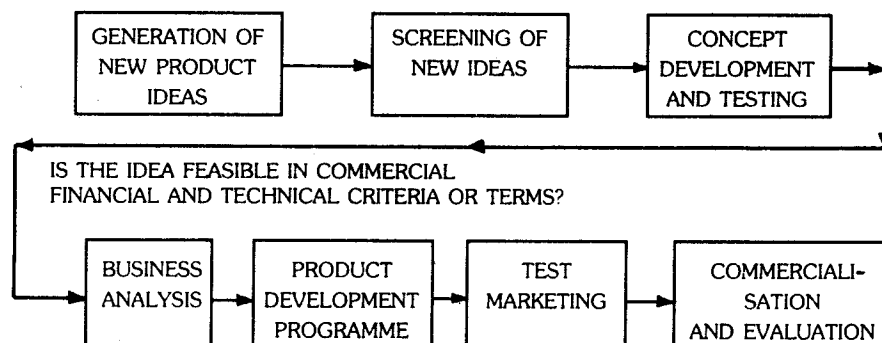 GENERATION OF
NEW PRODUCT
IDEAS
SCREENING OF
NEW IDEAS
CONCEPT
DEVELOPMENT
AND TESTING
IS THE IDEA FEASIBLE IN COMMERCIAL
FINANCIAL AND TECHNICAL CRITERIA OR TERMS?
BUSINESS
ANALYSIS
PRODUCT
DEVELOPMENT
PROGRAMME
TEST
MARKETING
COMMERCIALI-
SATION
AND EVALUATION